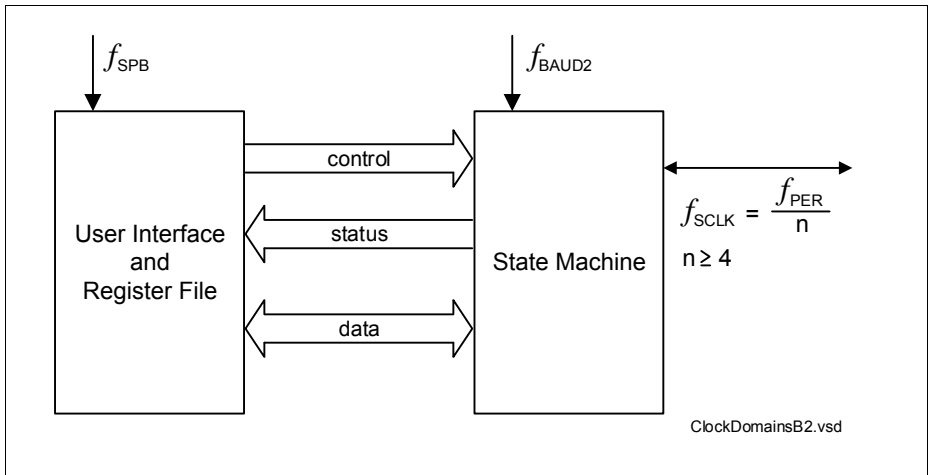 fSPB
fBAUD2
control
status
data
User Interface
and
Register File
State Machine
fSCLK = fPER
n
n ≥ 4
ClockDomainsB2.vsd